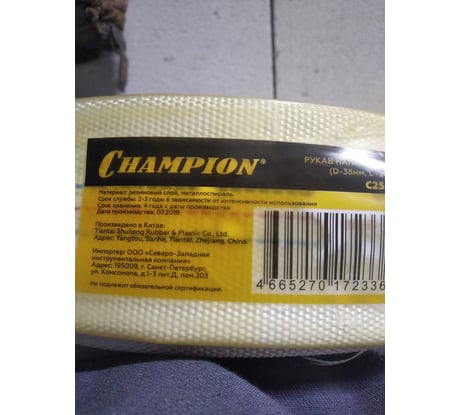 CHAMPION®
РУКАВ
(D-38мм,
C25
Материал: резиновый слой, металлоспираль.
Срок службы: 2-3 годы в зависимости от интенсивности использования
Срок хранения: 4 года с даты производства.
Дата производства: 07.2019
Произведено в Китае:
Tiantai Shuilong Rubber & Plastic Co., Ltd.
Адрес: Yangtou, Sanhe, Tiantai, Zhejiang, China.
Импортер: ООО «Северо-Западная
инструментальная компания»
Адрес: 195009, г. Санкт-Петербург,
ул. Комсомола, д.1-3 лит.Д, пом.203
Не подлежит обязательной сертификации.
4 665270 172336